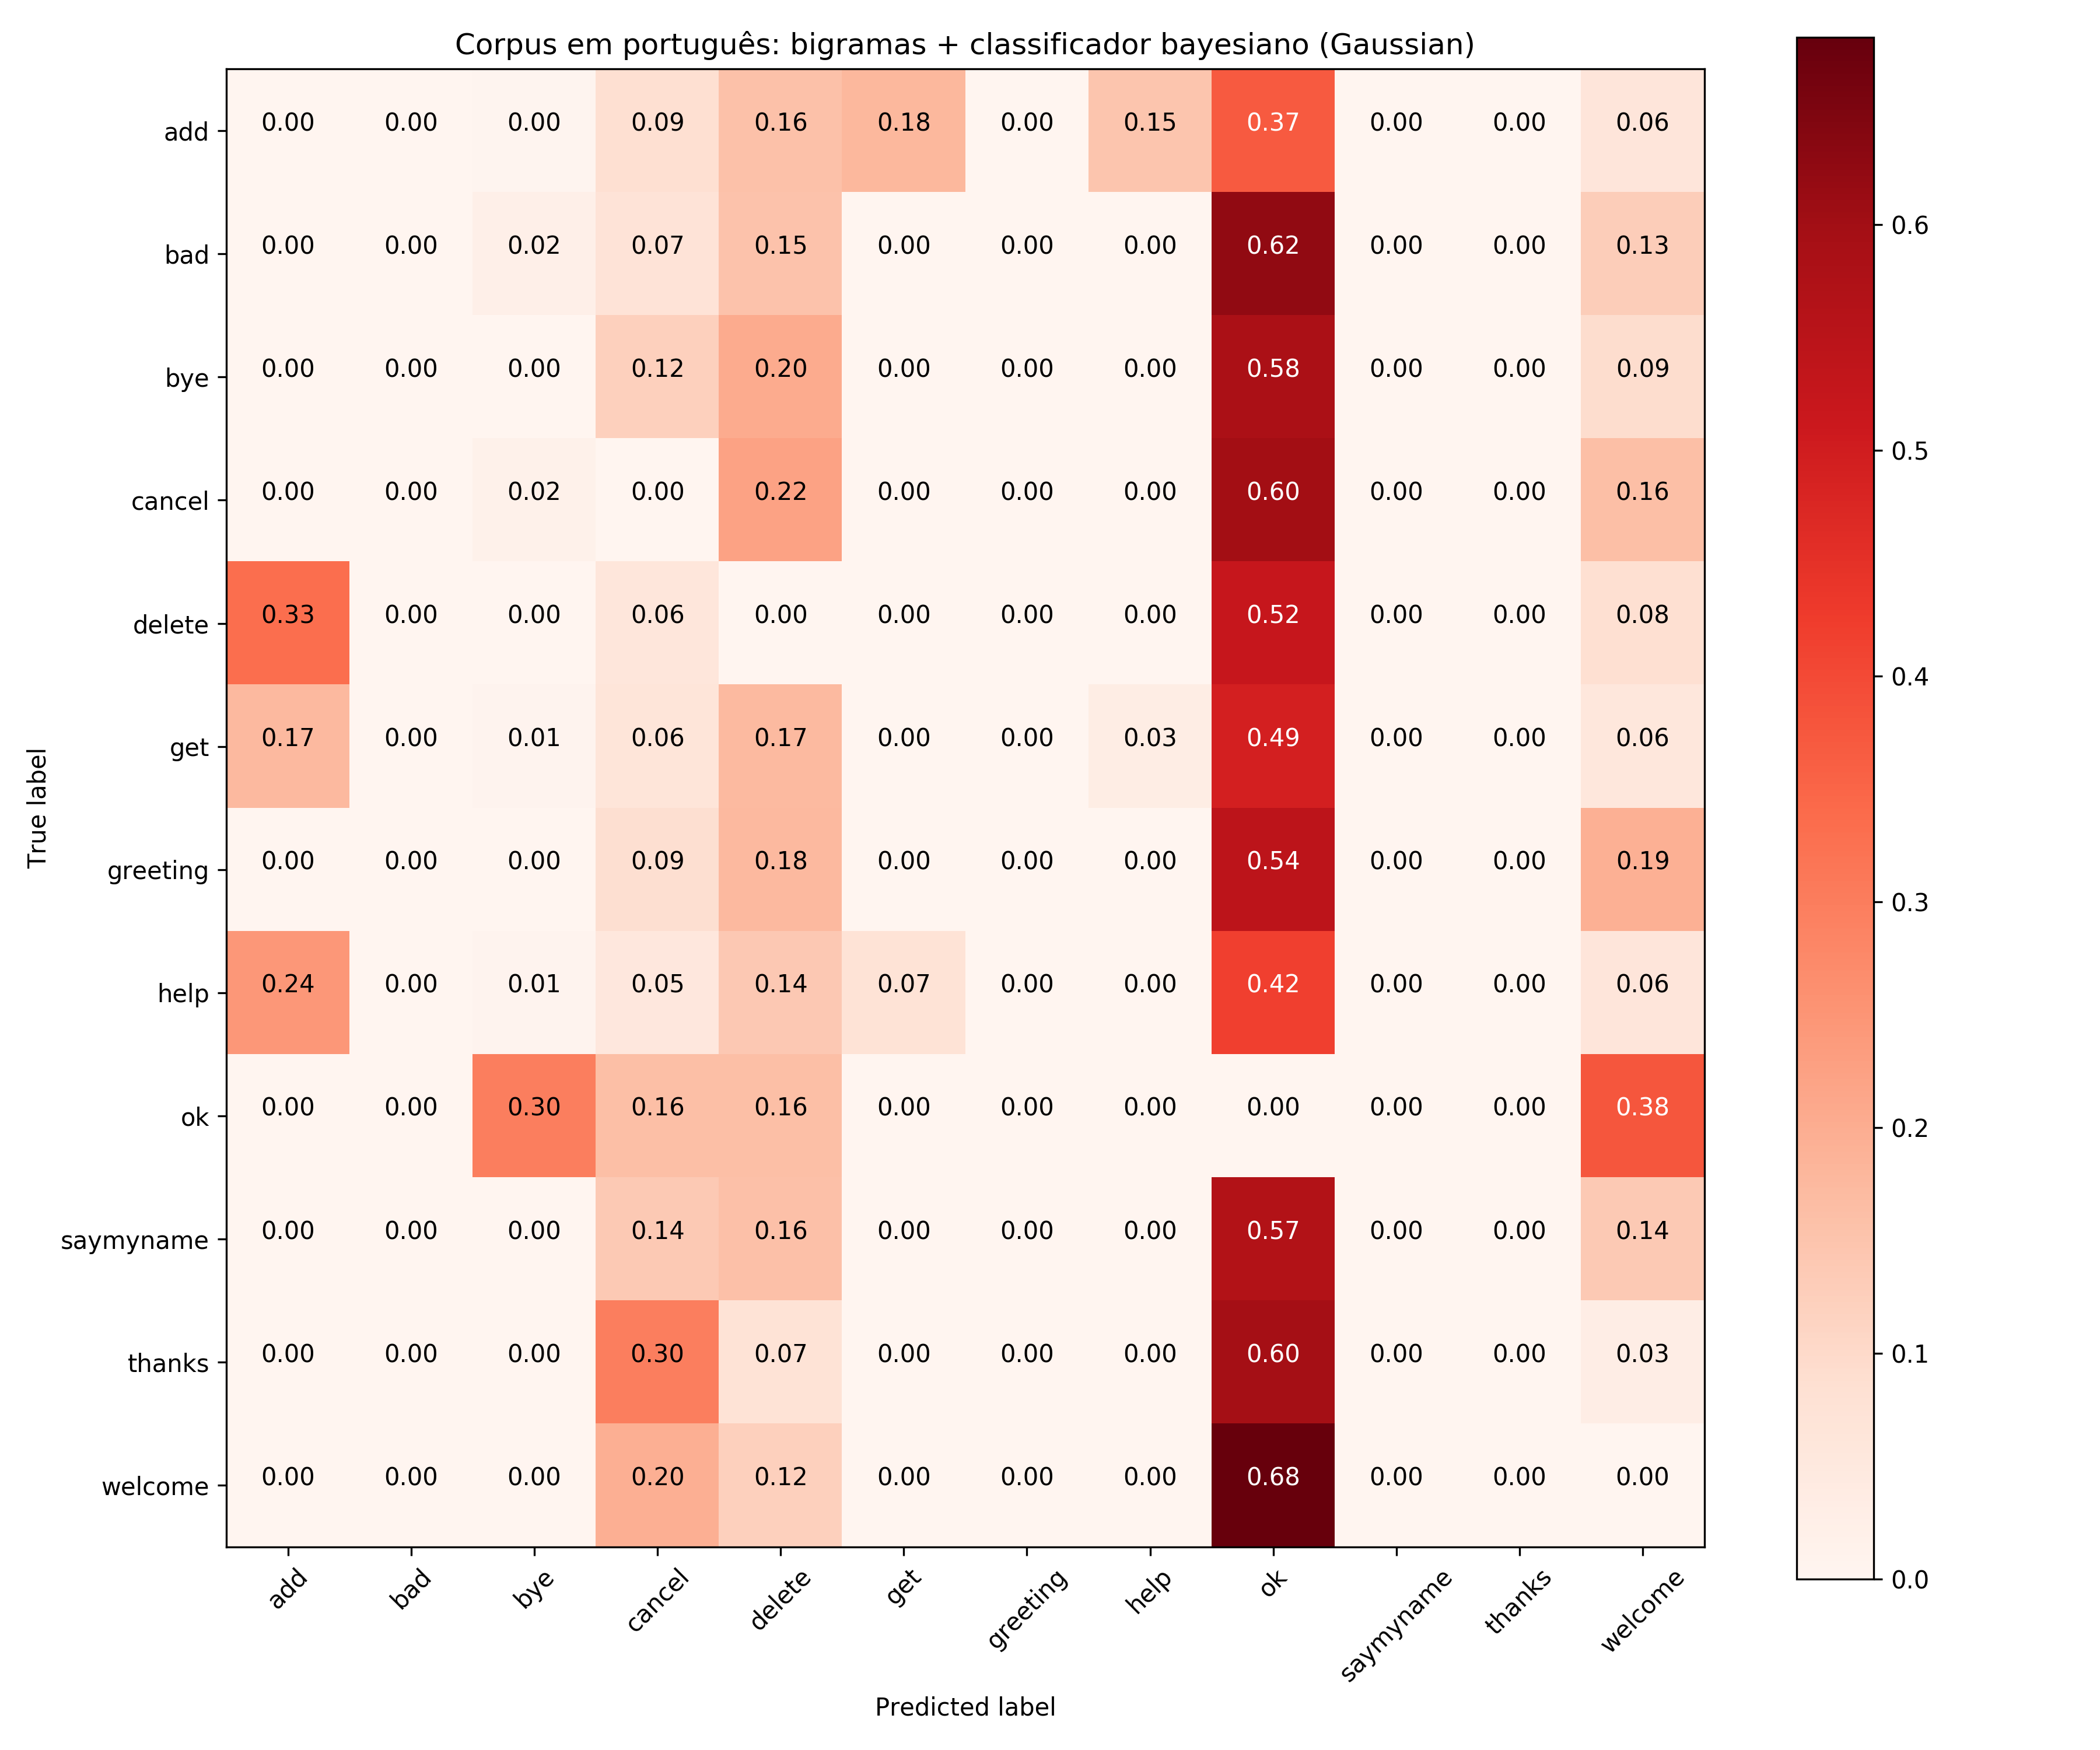 Corpus em português: bigramas + classificador bayesiano (Gaussian)
add 0.00 0.00 0.00 0.09 0.16 0.18 0.00 0.15 0.37 0.00 0.00 0.06
bad 0.00 0.00 0.02 0.07 0.15 0.00 0.00 0.00 0.62 0.00 0.00 0.13
bye 0.00 0.00 0.00 0.12 0.20 0.00 0.00 0.00 0.58 0.00 0.00 0.09
cancel 0.00 0.00 0.02 0.00 0.22 0.00 0.00 0.00 0.60 0.00 0.00 0.16
delete 0.33 0.00 0.00 0.06 0.00 0.00 0.00 0.00 0.52 0.00 0.00 0.08
get 0.17 0.00 0.01 0.06 0.17 0.00 0.00 0.03 0.49 0.00 0.00 0.06
greeting 0.00 0.00 0.00 0.09 0.18 0.00 0.00 0.00 0.54 0.00 0.00 0.19
help 0.24 0.00 0.01 0.05 0.14 0.07 0.00 0.00 0.42 0.00 0.00 0.06
ok 0.00 0.00 0.30 0.16 0.16 0.00 0.00 0.00 0.00 0.00 0.00 0.38
saymyname 0.00 0.00 0.00 0.14 0.16 0.00 0.00 0.00 0.57 0.00 0.00 0.14
thanks 0.00 0.00 0.00 0.30 0.07 0.00 0.00 0.00 0.60 0.00 0.00 0.03
welcome 0.00 0.00 0.00 0.20 0.12 0.00 0.00 0.00 0.68 0.00 0.00 0.00
add bad bye cancel delete get greeting help ok saymyname thanks welcome
Predicted label
True label
0.6
0.5
0.4
0.3
0.2
0.1
0.0